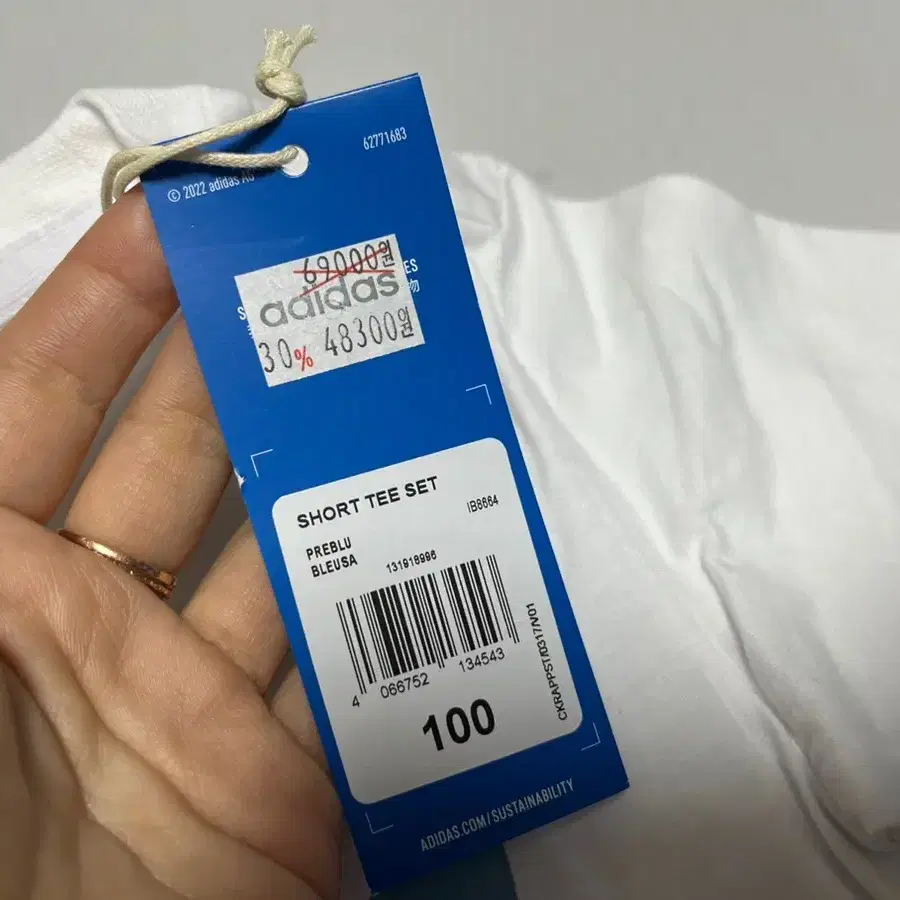 62771683
© 2022 adidas AG
69000원
adidas
30% 48300원
SHORT TEE SET
IB8664
PREBLU
BLEUSA
131918996
4 066752 134543
100
CKRAPPST/0317/V01
ADIDAS.COM/SUSTAINABILITY